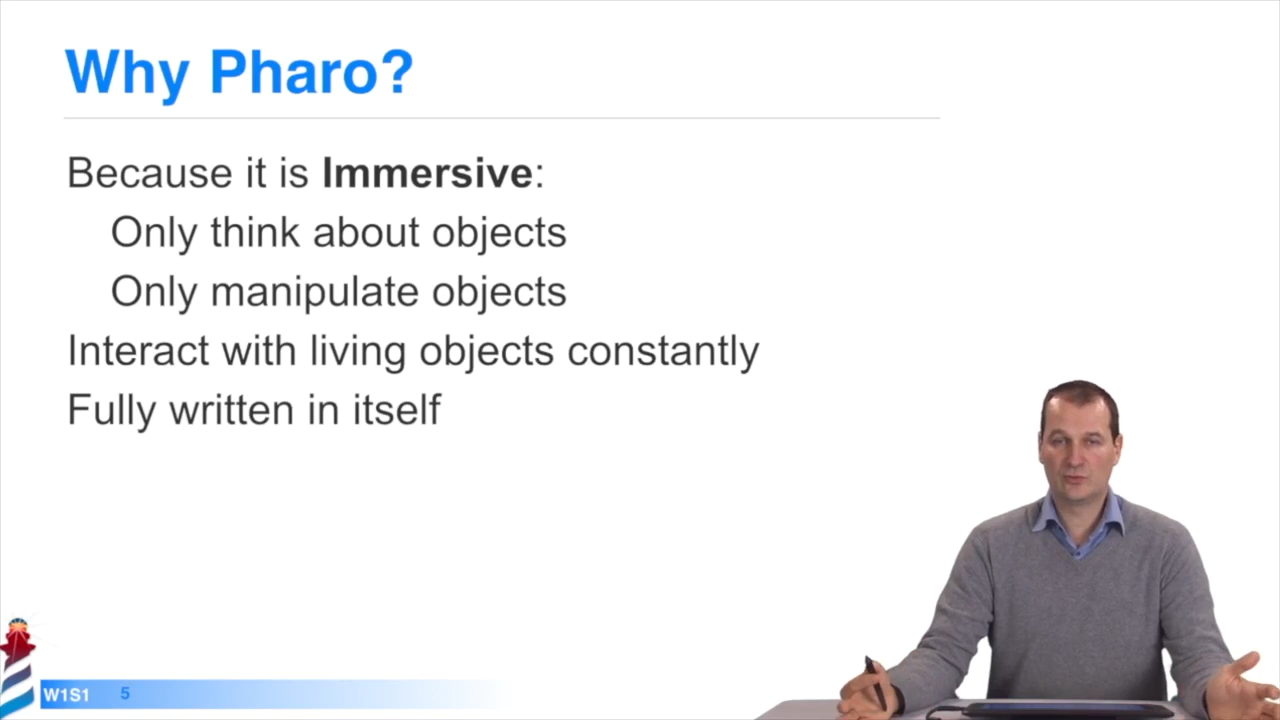 Why Pharo?
Because it is Immersive:
Only think about objects
Only manipulate objects
Interact with living objects constantly
Fully written in itself
W1S1 5